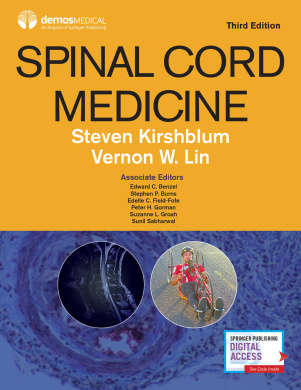 demosMEDICAL
An Imprint of Springer Publishing
Third Edition
SPINAL CORD
MEDICINE
Steven Kirshblum
Vernon W. Lin
Associate Editors
Edward C. Benzel
Stephen P. Burns
Edelle C. Field-Fote
Peter H. Gorman
Suzanne L. Groah
Sunil Sabharwal
SPRINGER PUBLISHING
DIGITAL
ACCESS
See Code Inside